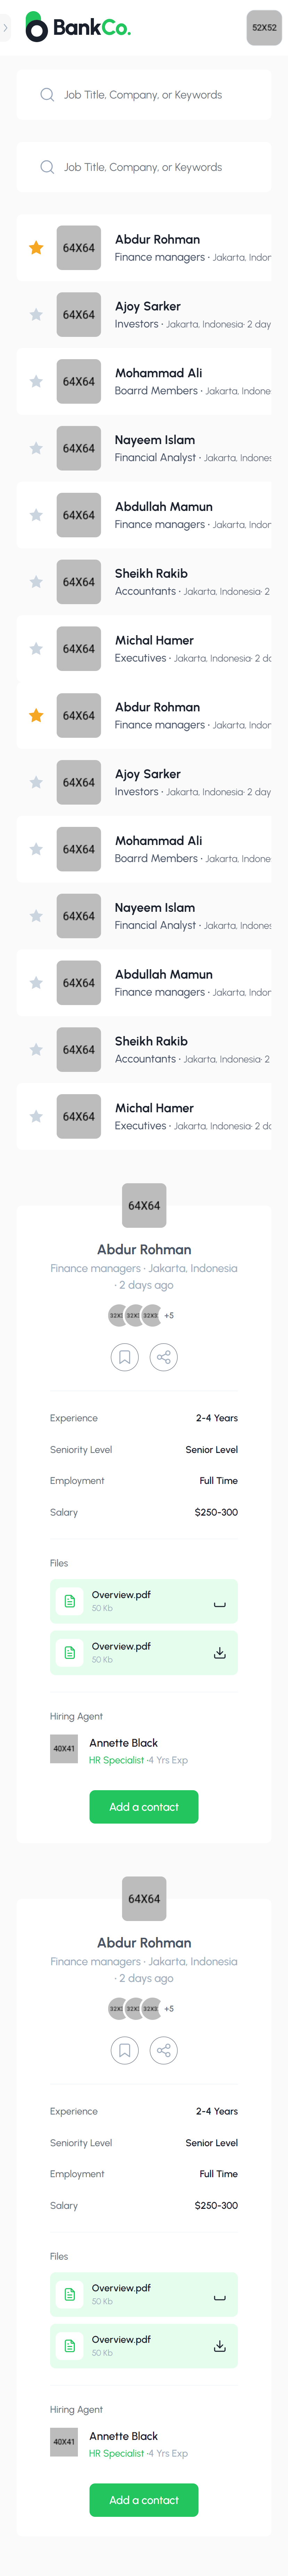 BankCo.
52X52
Job Title, Company, or Keywords
Job Title, Company, or Keywords
64X64
Abdur Rohman
Finance managers · Jakarta, Indor
64X64
Ajoy Sarker
Investors · Jakarta, Indonesia· 2 day
64X64
Mohammad Ali
Boarrd Members · Jakarta, Indone
64X64
Nayeem Islam
Financial Analyst · Jakarta, Indones
64X64
Abdullah Mamun
Finance managers · Jakarta, Indor
64X64
Sheikh Rakib
Accountants · Jakarta, Indonesia· 2
64X64
Michal Hamer
Executives · Jakarta, Indonesia· 2 da
64X64
Abdur Rohman
Finance managers · Jakarta, Indor
64X64
Ajoy Sarker
Investors · Jakarta, Indonesia· 2 day
64X64
Mohammad Ali
Boarrd Members · Jakarta, Indone
64X64
Nayeem Islam
Financial Analyst · Jakarta, Indones
64X64
Abdullah Mamun
Finance managers · Jakarta, Indor
64X64
Sheikh Rakib
Accountants · Jakarta, Indonesia· 2
64X64
Michal Hamer
Executives · Jakarta, Indonesia· 2 da
64X64
Abdur Rohman
Finance managers · Jakarta, Indonesia
· 2 days ago
+5
Experience 2-4 Years
Seniority Level Senior Level
Employment Full Time
Salary $250-300
Files
Overview.pdf
50 Kb
Overview.pdf
50 Kb
Hiring Agent
40X41
Annette Black
HR Specialist ·4 Yrs Exp
Add a contact
64X64
Abdur Rohman
Finance managers · Jakarta, Indonesia
· 2 days ago
+5
Experience 2-4 Years
Seniority Level Senior Level
Employment Full Time
Salary $250-300
Files
Overview.pdf
50 Kb
Overview.pdf
50 Kb
Hiring Agent
40X41
Annette Black
HR Specialist ·4 Yrs Exp
Add a contact